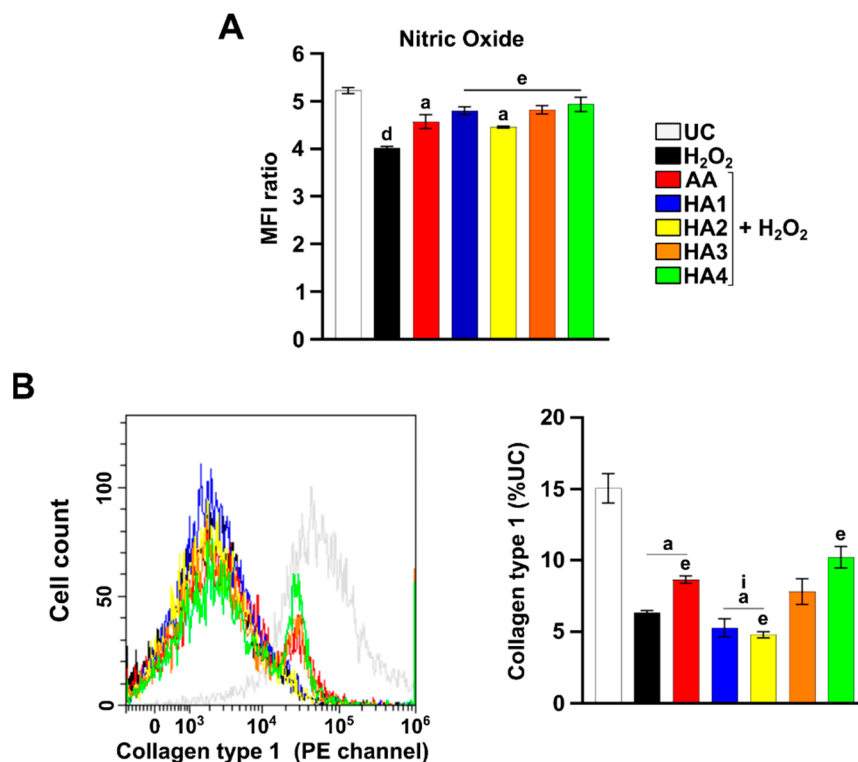 A
Nitric Oxide
MFI ratio
6
5
4
3
2
1
0
d
a
e
a
UC
H₂O₂
AA
HA1
HA2
HA3
HA4
+ H₂O₂
B
Cell count
100
50
0
0 10³ 10⁴ 10⁵ 10⁶
Collagen type 1 (PE channel)
Collagen type 1 (%UC)
20
15
10
5
0
a
e
i
a
e
e